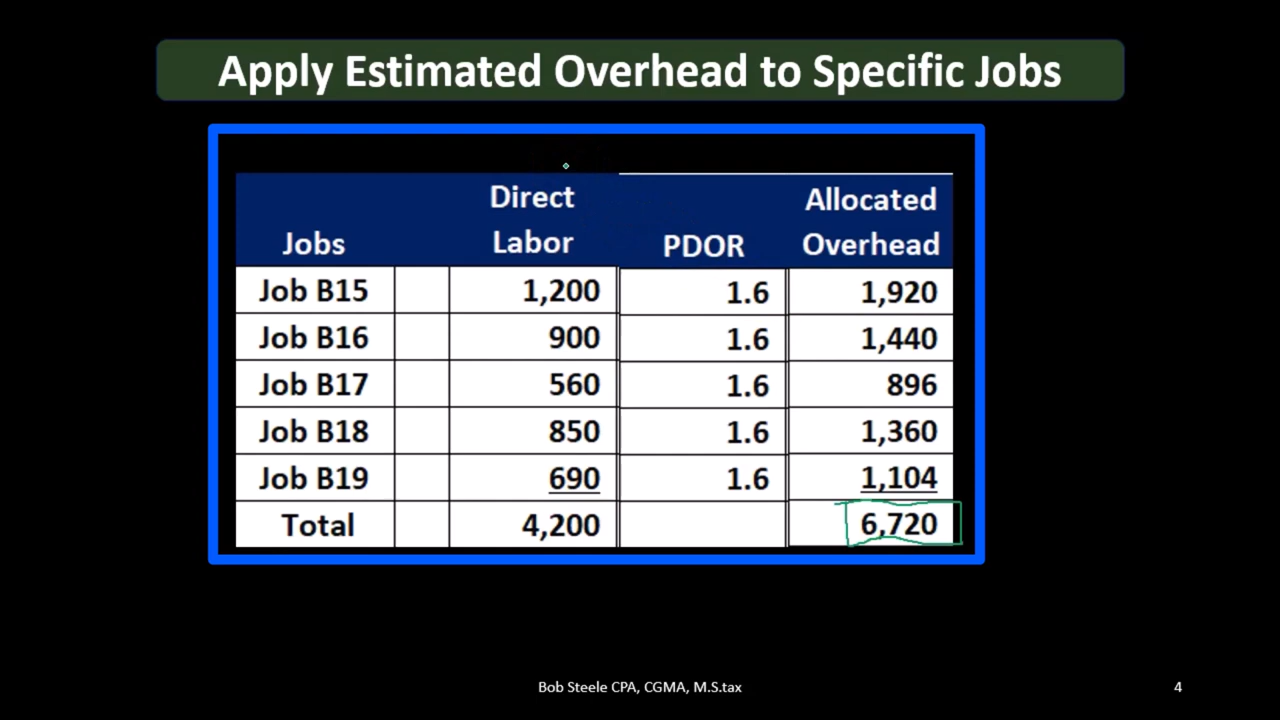 Apply Estimated Overhead to Specific Jobs
Jobs Direct Labor PDOR Allocated Overhead
Job B15 1,200 1.6 1,920
Job B16 900 1.6 1,440
Job B17 560 1.6 896
Job B18 850 1.6 1,360
Job B19 690 1.6 1,104
Total 4,200 6,720
Bob Steele CPA, CGMA, M.S.tax
4